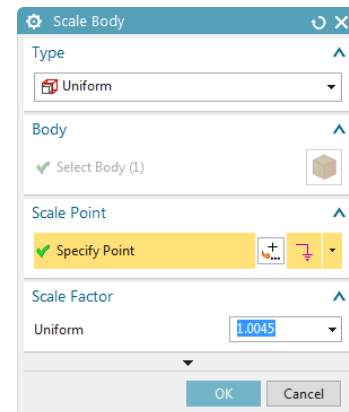 Scale Body
Type
Uniform
Body
Select Body (1)
Scale Point
Specify Point
Scale Factor
Uniform 1.0045
OK Cancel